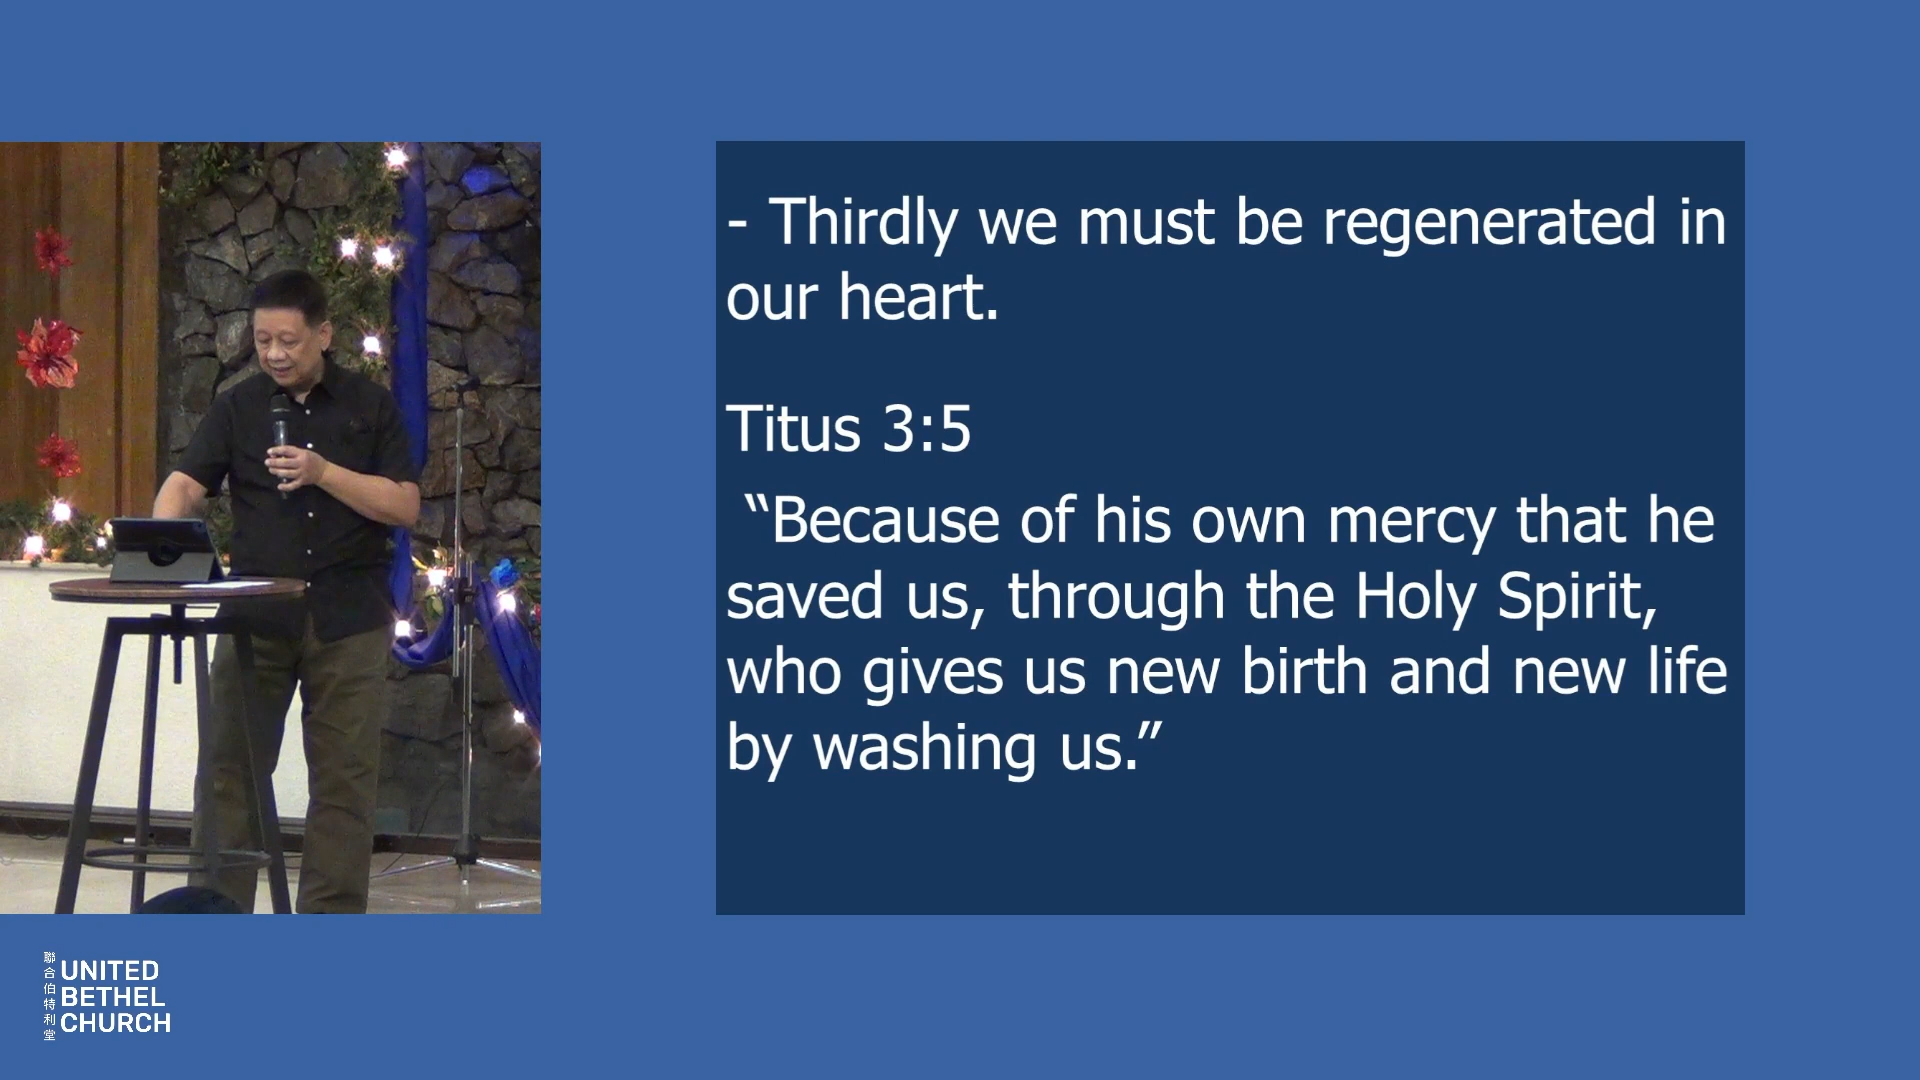 - Thirdly we must be regenerated in
our heart.
Titus 3:5
“Because of his own mercy that he
saved us, through the Holy Spirit,
who gives us new birth and new life
by washing us.”
聯合伯特利堂
UNITED
BETHEL
CHURCH